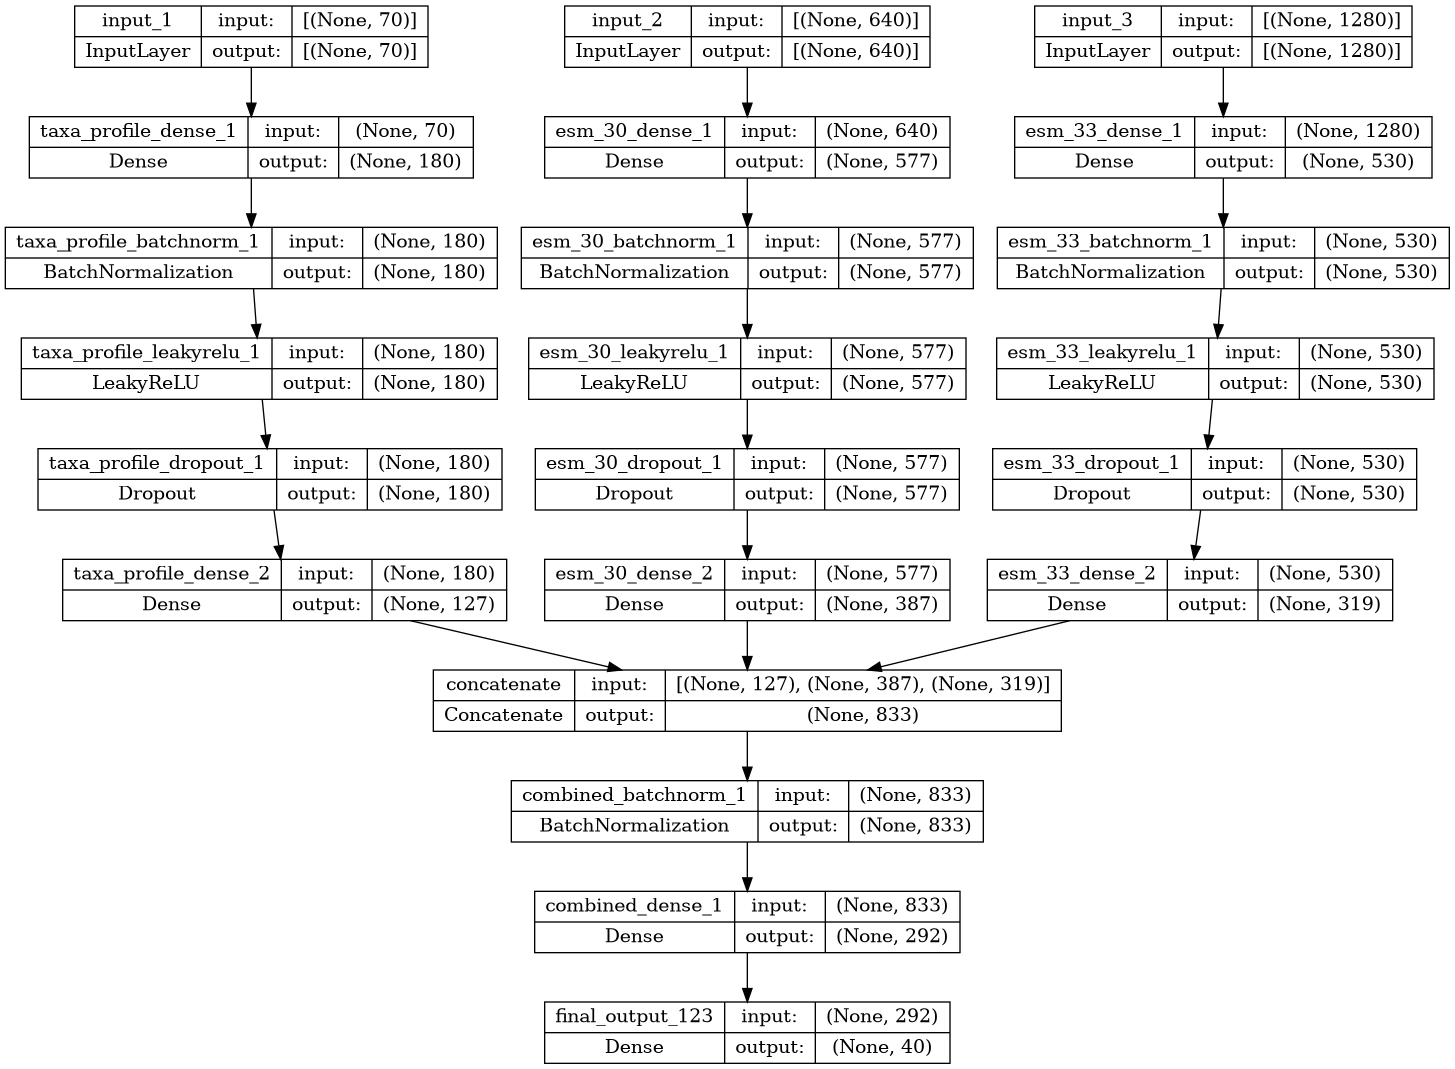 input_1 input: [(None, 70)]
InputLayer output: [(None, 70)]
input_2 input: [(None, 640)]
InputLayer output: [(None, 640)]
input_3 input: [(None, 1280)]
InputLayer output: [(None, 1280)]
taxa_profile_dense_1 input: (None, 70)
Dense output: (None, 180)
esm_30_dense_1 input: (None, 640)
Dense output: (None, 577)
esm_33_dense_1 input: (None, 1280)
Dense output: (None, 530)
taxa_profile_batchnorm_1 input: (None, 180)
BatchNormalization output: (None, 180)
esm_30_batchnorm_1 input: (None, 577)
BatchNormalization output: (None, 577)
esm_33_batchnorm_1 input: (None, 530)
BatchNormalization output: (None, 530)
taxa_profile_leakyrelu_1 input: (None, 180)
LeakyReLU output: (None, 180)
esm_30_leakyrelu_1 input: (None, 577)
LeakyReLU output: (None, 577)
esm_33_leakyrelu_1 input: (None, 530)
LeakyReLU output: (None, 530)
taxa_profile_dropout_1 input: (None, 180)
Dropout output: (None, 180)
esm_30_dropout_1 input: (None, 577)
Dropout output: (None, 577)
esm_33_dropout_1 input: (None, 530)
Dropout output: (None, 530)
taxa_profile_dense_2 input: (None, 180)
Dense output: (None, 127)
esm_30_dense_2 input: (None, 577)
Dense output: (None, 387)
esm_33_dense_2 input: (None, 530)
Dense output: (None, 319)
concatenate input: [(None, 127), (None, 387), (None, 319)]
Concatenate output: (None, 833)
combined_batchnorm_1 input: (None, 833)
BatchNormalization output: (None, 833)
combined_dense_1 input: (None, 833)
Dense output: (None, 292)
final_output_123 input: (None, 292)
Dense output: (None, 40)